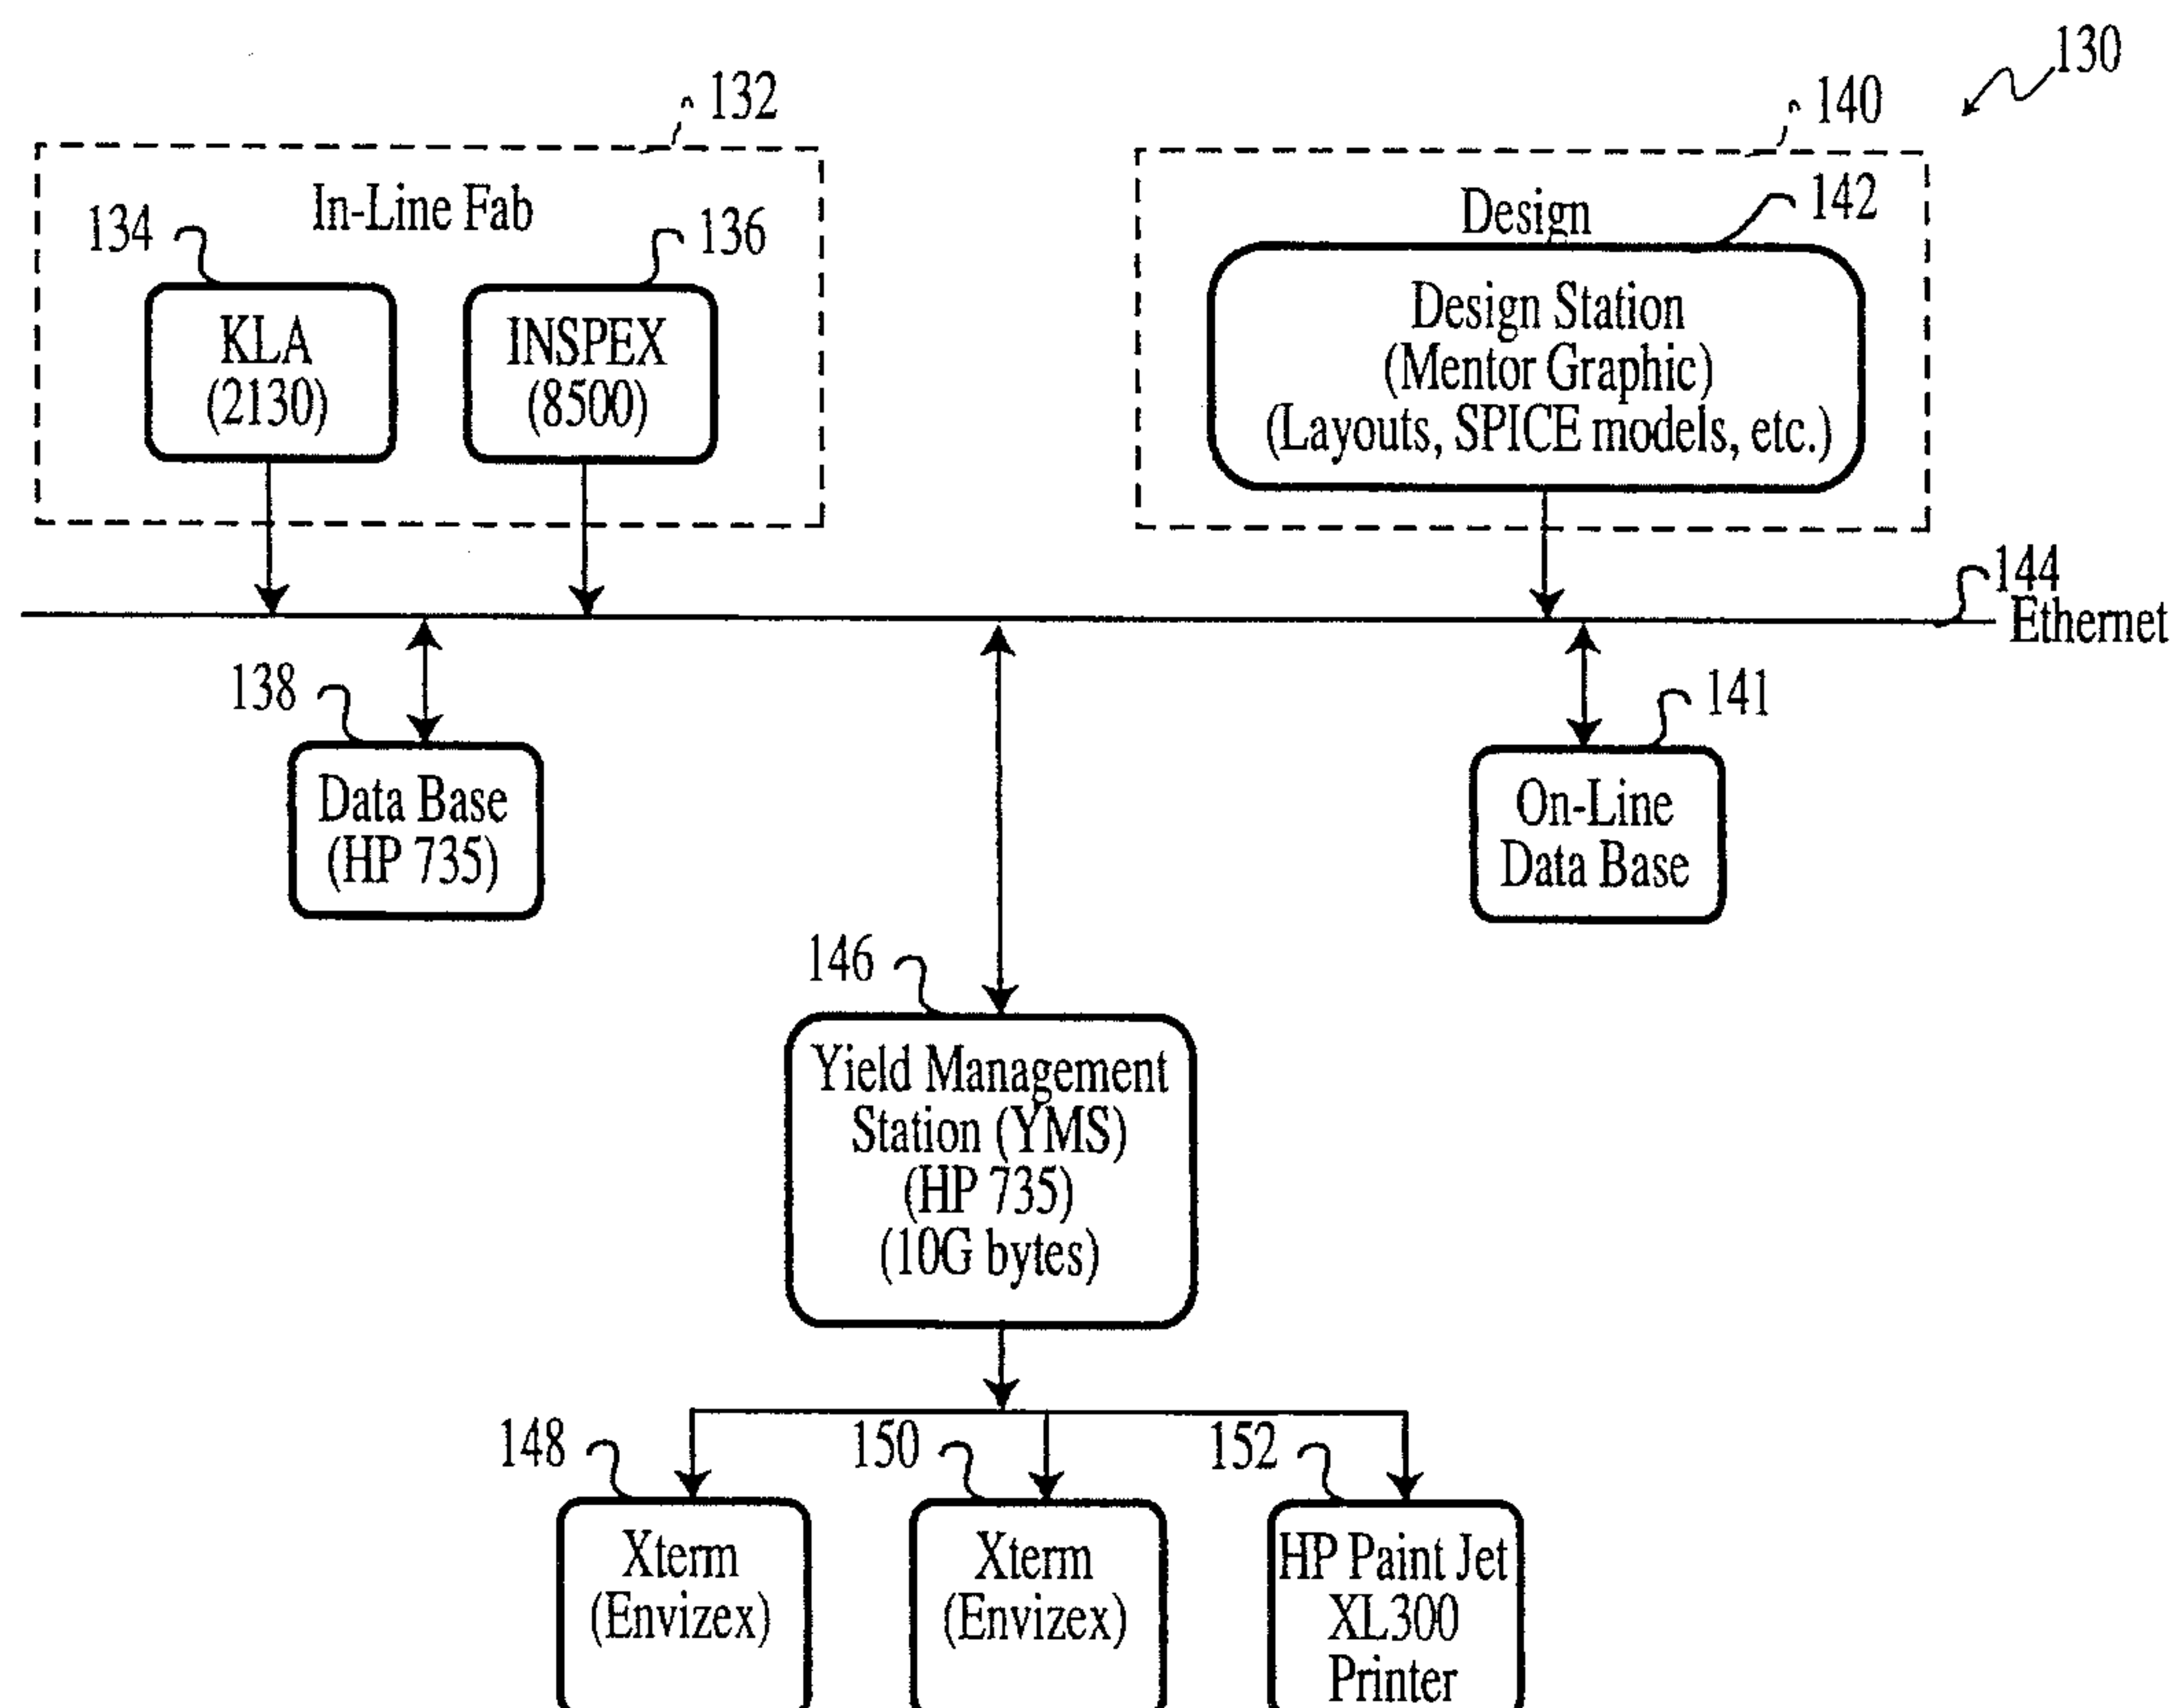 130
132
140
In-Line Fab
Design
134
136
142
KLA
(2130)
INSPEX
(8500)
Design Station
(Mentor Graphic)
(Layouts, SPICE models, etc.)
144
Ethernet
138
141
Data Base
(HP 735)
On-Line
Data Base
146
Yield Management
Station (YMS)
(HP 735)
(10G bytes)
148
150
152
Xterm
(Envizex)
Xterm
(Envizex)
HP Paint Jet
XL300
Printer